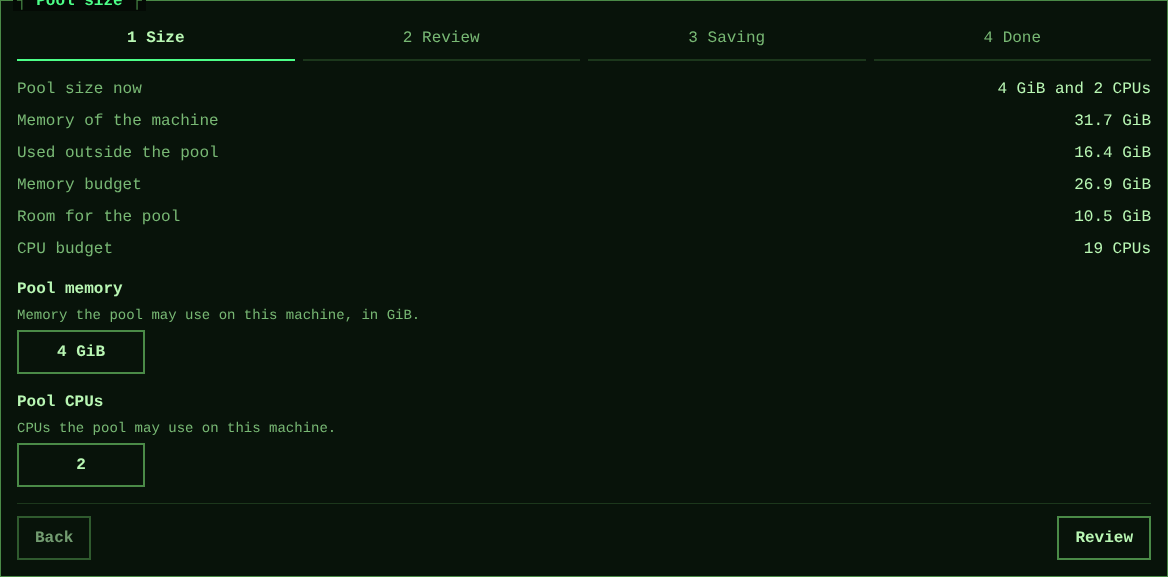 Pool size
1 Size
2 Review
3 Saving
4 Done
Pool size now 4 GiB and 2 CPUs
Memory of the machine 31.7 GiB
Used outside the pool 16.4 GiB
Memory budget 26.9 GiB
Room for the pool 10.5 GiB
CPU budget 19 CPUs
Pool memory
Memory the pool may use on this machine, in GiB.
4 GiB
Pool CPUs
CPUs the pool may use on this machine.
2
Back
Review